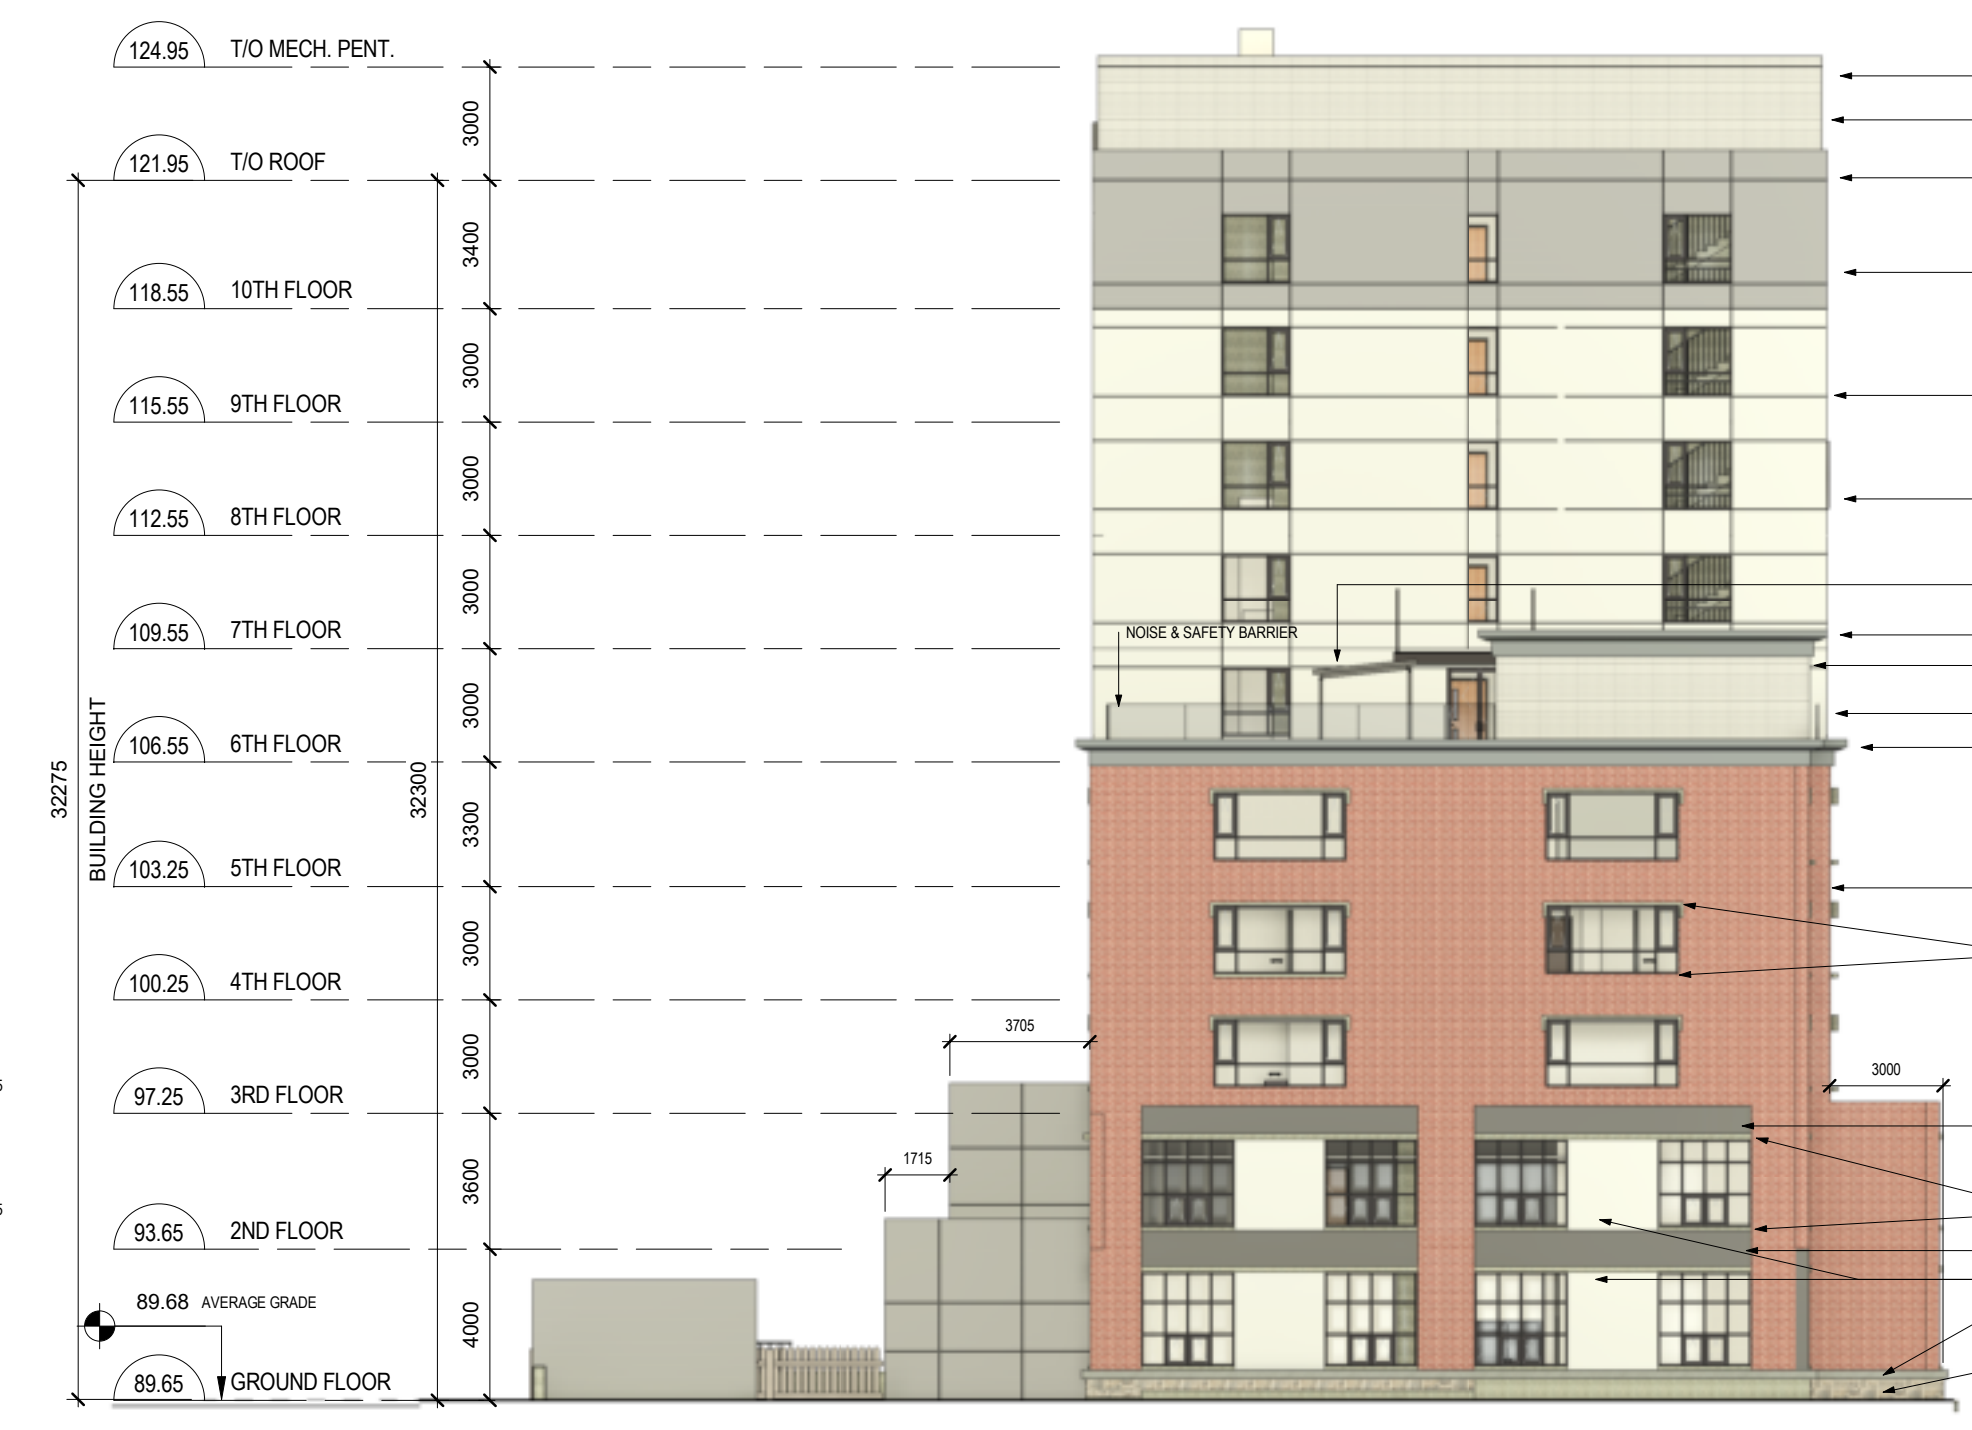 124.95 T/O MECH. PENT.
3000
121.95 T/O ROOF
3400
118.55 10TH FLOOR
3000
115.55 9TH FLOOR
3000
112.55 8TH FLOOR
3000
109.55 7TH FLOOR
NOISE & SAFETY BARRIER
3000
106.55 6TH FLOOR
32275
BUILDING HEIGHT
32300
3300
103.25 5TH FLOOR
3000
100.25 4TH FLOOR
3705
3000
3000
97.25 3RD FLOOR
1715
3600
93.65 2ND FLOOR
89.68 AVERAGE GRADE
4000
89.65 GROUND FLOOR